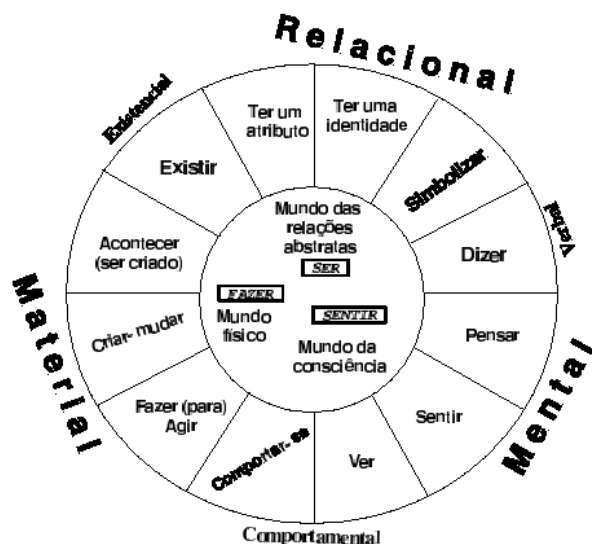 Relacional
Existencial
Ter um
atributo
Ter uma
identidade
Existir
Simbolizar
Verbal
Mundo das
relações
abstratas
Acontecer
(ser criado)
Dizer
SER
FAZER
Material
Mundo
físico
SENTIR
Criar- mudar
Pensar
Mundo da
consciência
Mental
Fazer (para)
Agir
Sentir
Comportar- se
Ver
Comportamental